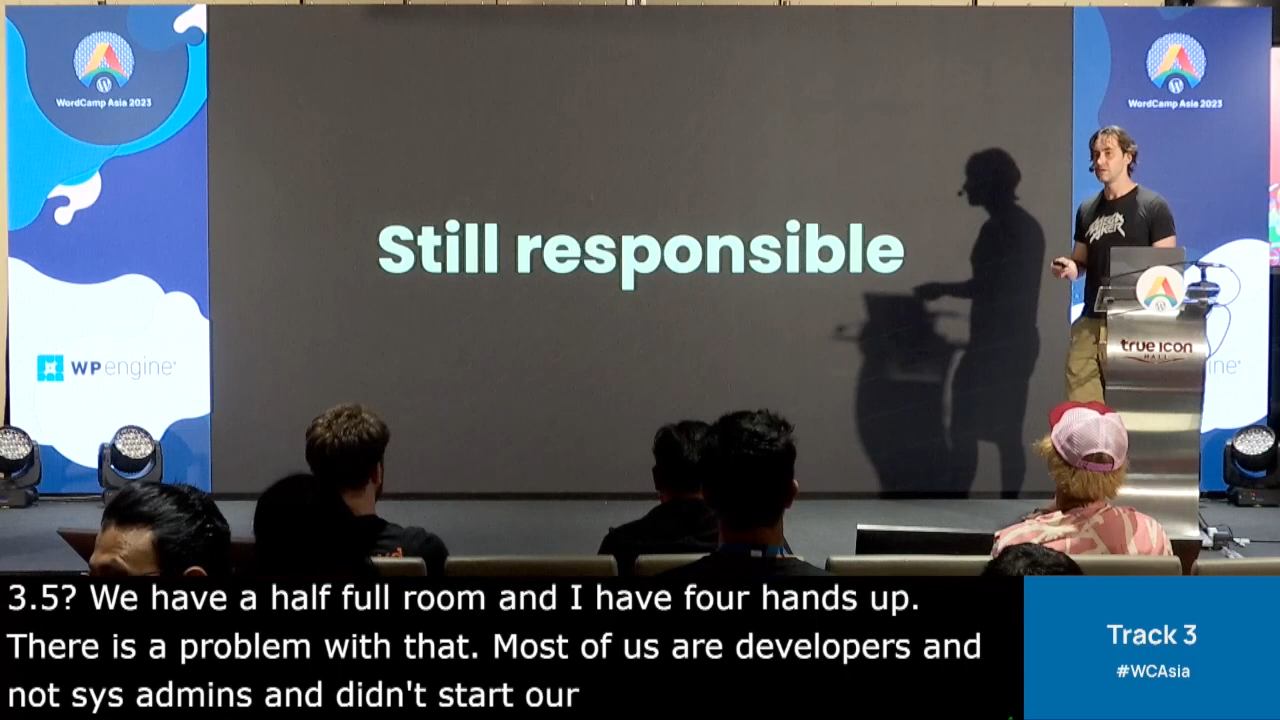 WordCamp Asia 2023
WordCamp Asia 2023
Still responsible
WP engine
true icon
HALL
ine
3.5? We have a half full room and I have four hands up.
There is a problem with that. Most of us are developers and
not sys admins and didn't start our
Track 3
#WCAsia